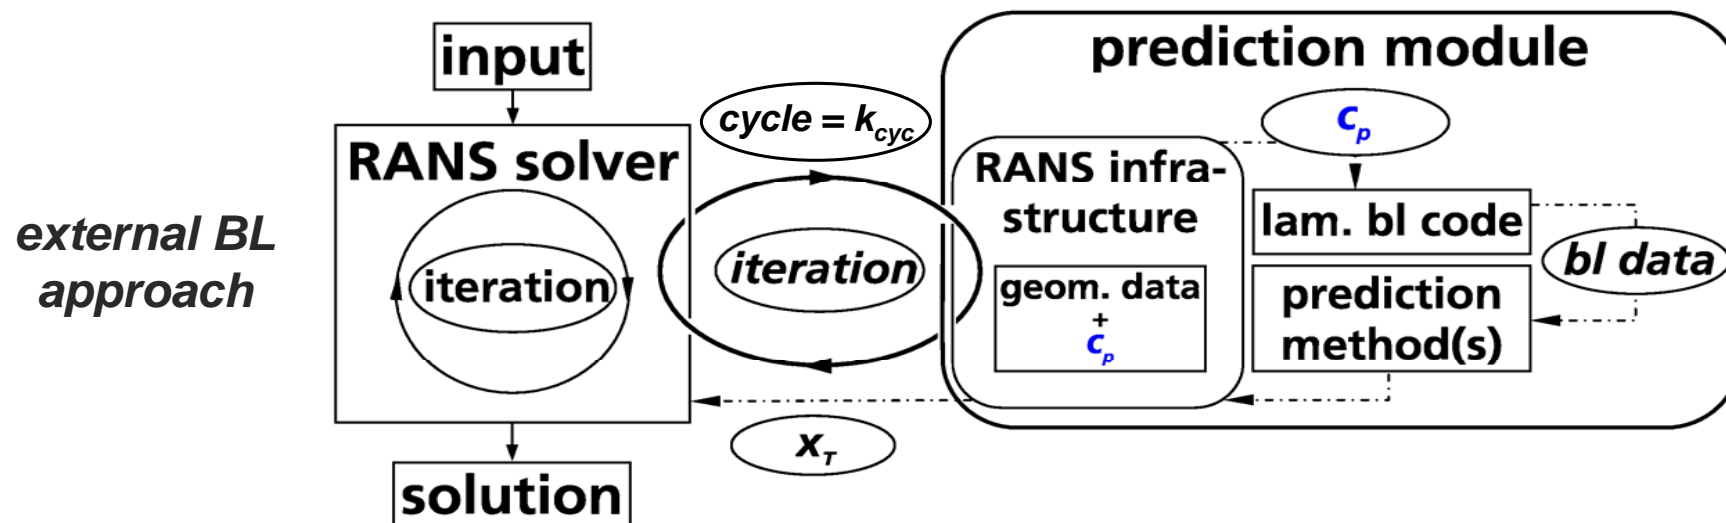 external BL
approach
input
RANS solver
iteration
solution
cycle = k_cyc
iteration
x_T
prediction module
RANS infra-
structure
geom. data
+
c_p
c_p
lam. bl code
bl data
prediction
method(s)